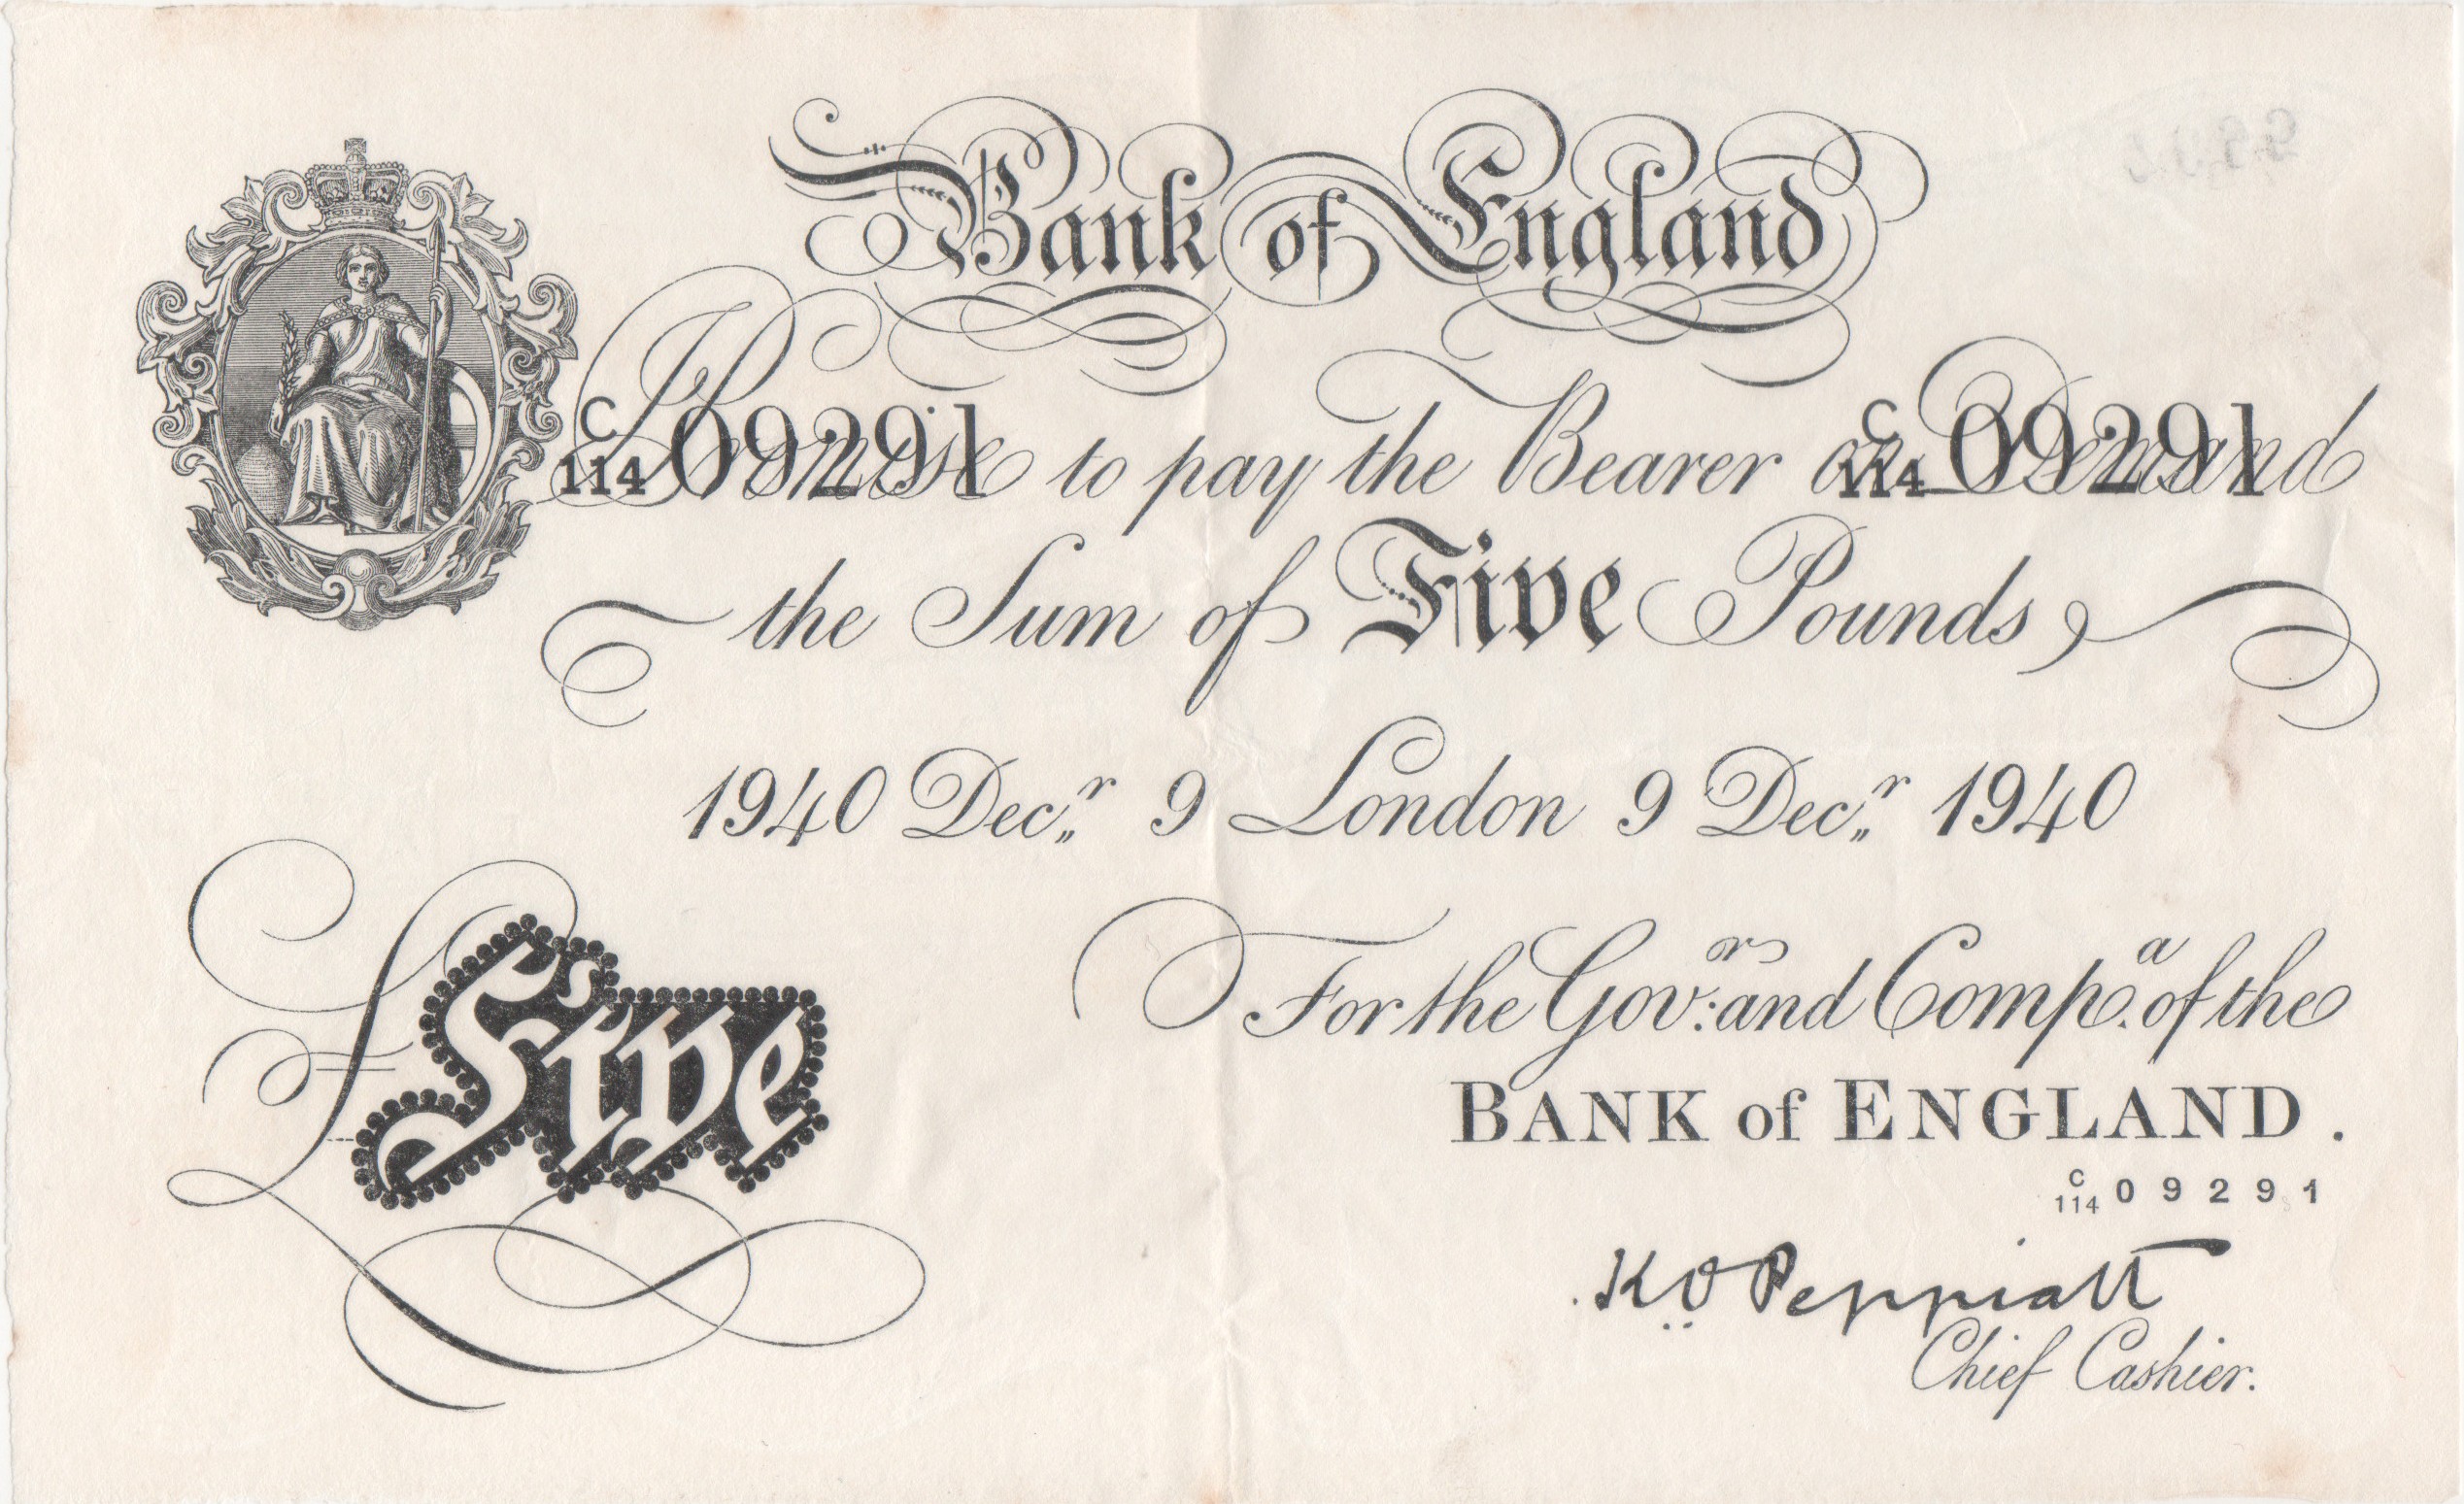 Bank of England
C
114 09291
I Promise to pay the Bearer on Demand
C
114 09291
the Sum of Five Pounds
1940 Decr 9 London 9 Decr 1940
For the Govrs: and Compa. of the
BANK of ENGLAND.
C
114 09291
£ Five
K O Peppiatt
Chief Cashier.